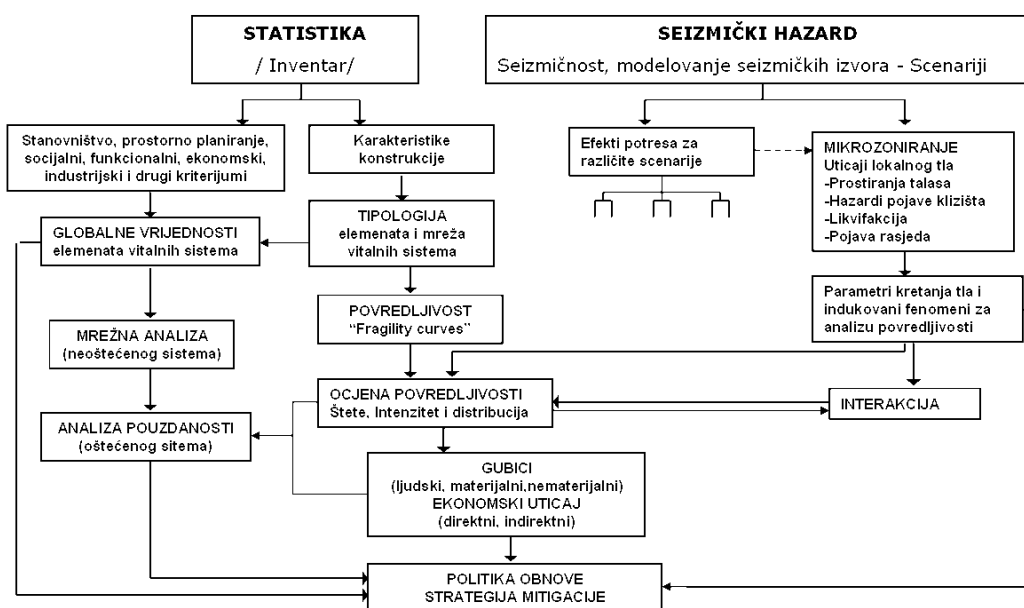 STATISTIKA
/ Inventar/
SEIZMIČKI HAZARD
Seizmičnost, modelovanje seizmičkih izvora - Scenariji
Stanovništvo, prostorno planiranje,
socijalni, funkcionalni, ekonomski,
industrijski i drugi kriterijumi
Karakteristike
konstrukcije
Efekti potresa za
različite scenarije
MIKROZONIRANJE
Uticaji lokalnog tla
-Prostiranja talasa
-Hazardi pojave klizišta
-Likvifakcija
-Pojava rasjeda
GLOBALNE VRIJEDNOSTI
elemenata vitalnih sistema
TIPOLOGIJA
elemenata i mreža
vitalnih sistema
Parametri kretanja tla i
indukovani fenomeni za
analizu povredljivosti
MREŽNA ANALIZA
(neoštećenog sistema)
POVREDLJIVOST
“Fragility curves”
OCJENA POVREDLJIVOSTI
Štete, Intenzitet i distribucija
INTERAKCIJA
ANALIZA POUZDANOSTI
(oštećenog sitema)
GUBICI
(ljudski, materijalni,nematerijalni)
EKONOMSKI UTICAJ
(direktni, indirektni)
POLITIKA OBNOVE
STRATEGIJA MITIGACIJE